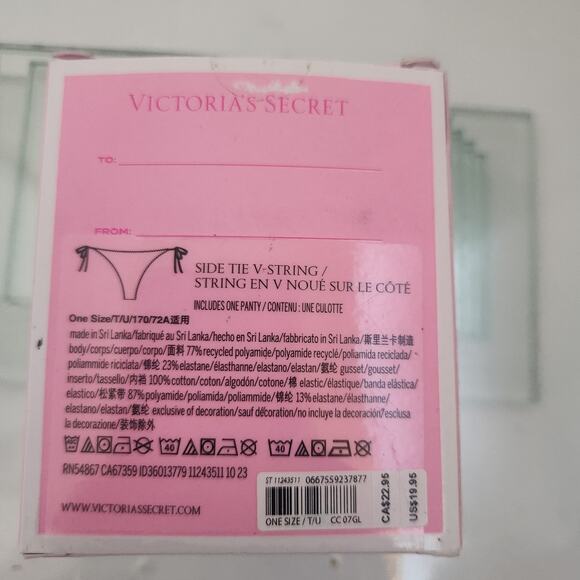 VICTORIA'S SECRET
TO:
FROM:
SIDE TIE V-STRING /
STRING EN V NOUÉ SUR LE CÔTÉ
INCLUDES ONE PANTY / CONTENU : UNE CULOTTE
One Size/T/U/170/72A适用
made in Sri Lanka/fabriqué au Sri Lanka/hecho en Sri Lanka/fabbricato in Sri Lanka/斯里兰卡制造
body/corps/cuerpo/corpo/面料 77% recycled polyamide/polyamide recyclé/poliamida reciclada/
poliammide riciclata/锦纶 23% elastane/élasthanne/elastano/elastan/氨纶 gusset/gousset/
inserto/tassello/内裆 100% cotton/coton/algodón/cotone/棉 elastic/élastique/banda elástica/
elastico/松紧带 87% polyamide/poliamida/poliammide/锦纶 13% elastane/élasthanne/
elastano/elastan/氨纶 exclusive of decoration/sauf décoration/no incluye la decoración/esclusa
la decorazione/装饰除外
40 40
RN54867 CA67359 ID36013779 11243511 10 23
WWW.VICTORIASSECRET.COM
ST 11243511 0667559237877
ONE SIZE / T/U CC 07GL
CA$22.95
US$19.95